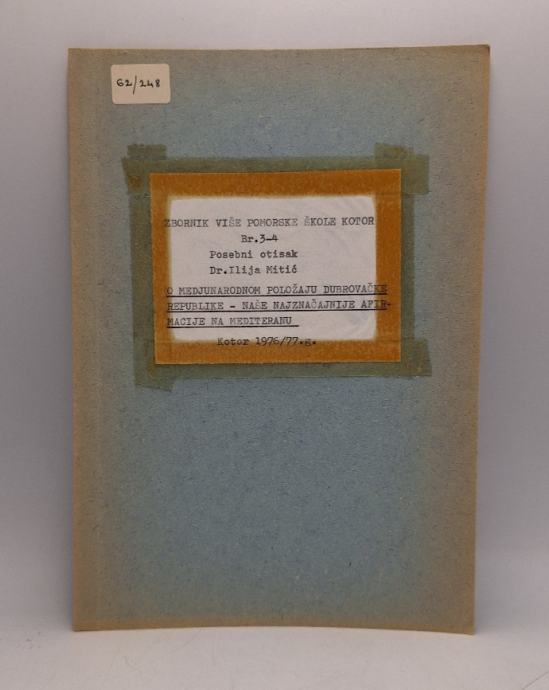 62/248
ZBORNIK VIŠE POMORSKE ŠKOLE KOTOR
Br.3-4
Posebni otisak
Dr.Ilija Mitić
O MEDJUNARODNOM POLOŽAJU DUBROVAČKE
REPUBLIKE - NAŠE NAJZNAČAJNIJE AFIR-
MACIJE NA MEDITERANU
Kotor 1976/77.g.